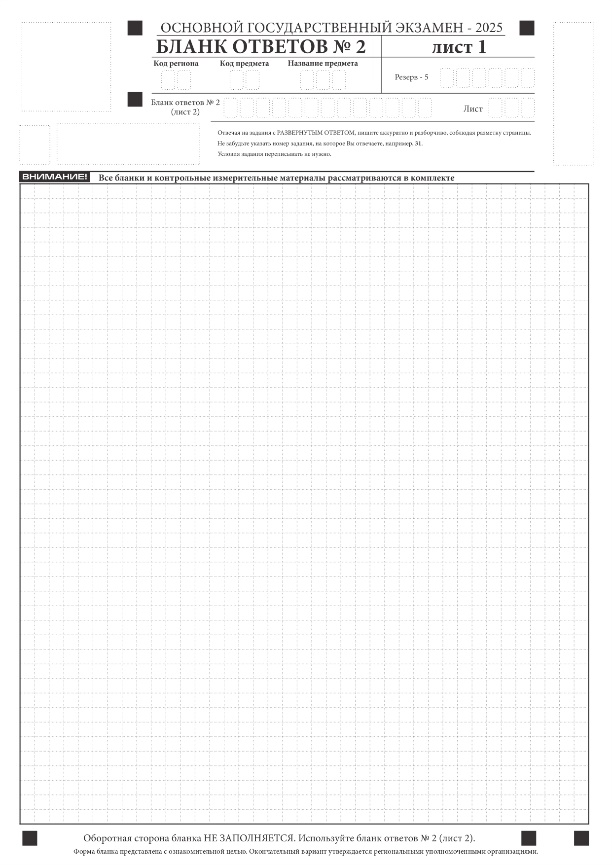 ОСНОВНОЙ ГОСУДАРСТВЕННЫЙ ЭКЗАМЕН - 2025
БЛАНК ОТВЕТОВ № 2 лист 1
Код региона Код предмета Название предмета
Резерв - 5
Бланк ответов № 2
(лист 2)
Лист
Отвечая на задания с РАЗВЕРНУТЫМ ОТВЕТОМ, пишите аккуратно и разборчиво, соблюдая разметку страницы.
Не забудьте указать номер задания, на которое Вы отвечаете, например, 31.
Условия задания переписывать не нужно.
ВНИМАНИЕ! Все бланки и контрольные измерительные материалы рассматриваются в комплекте
Оборотная сторона бланка НЕ ЗАПОЛНЯЕТСЯ. Используйте бланк ответов № 2 (лист 2).
Форма бланка представлена с ознакомительной целью. Окончательный вариант утверждается региональными уполномоченными организациями.